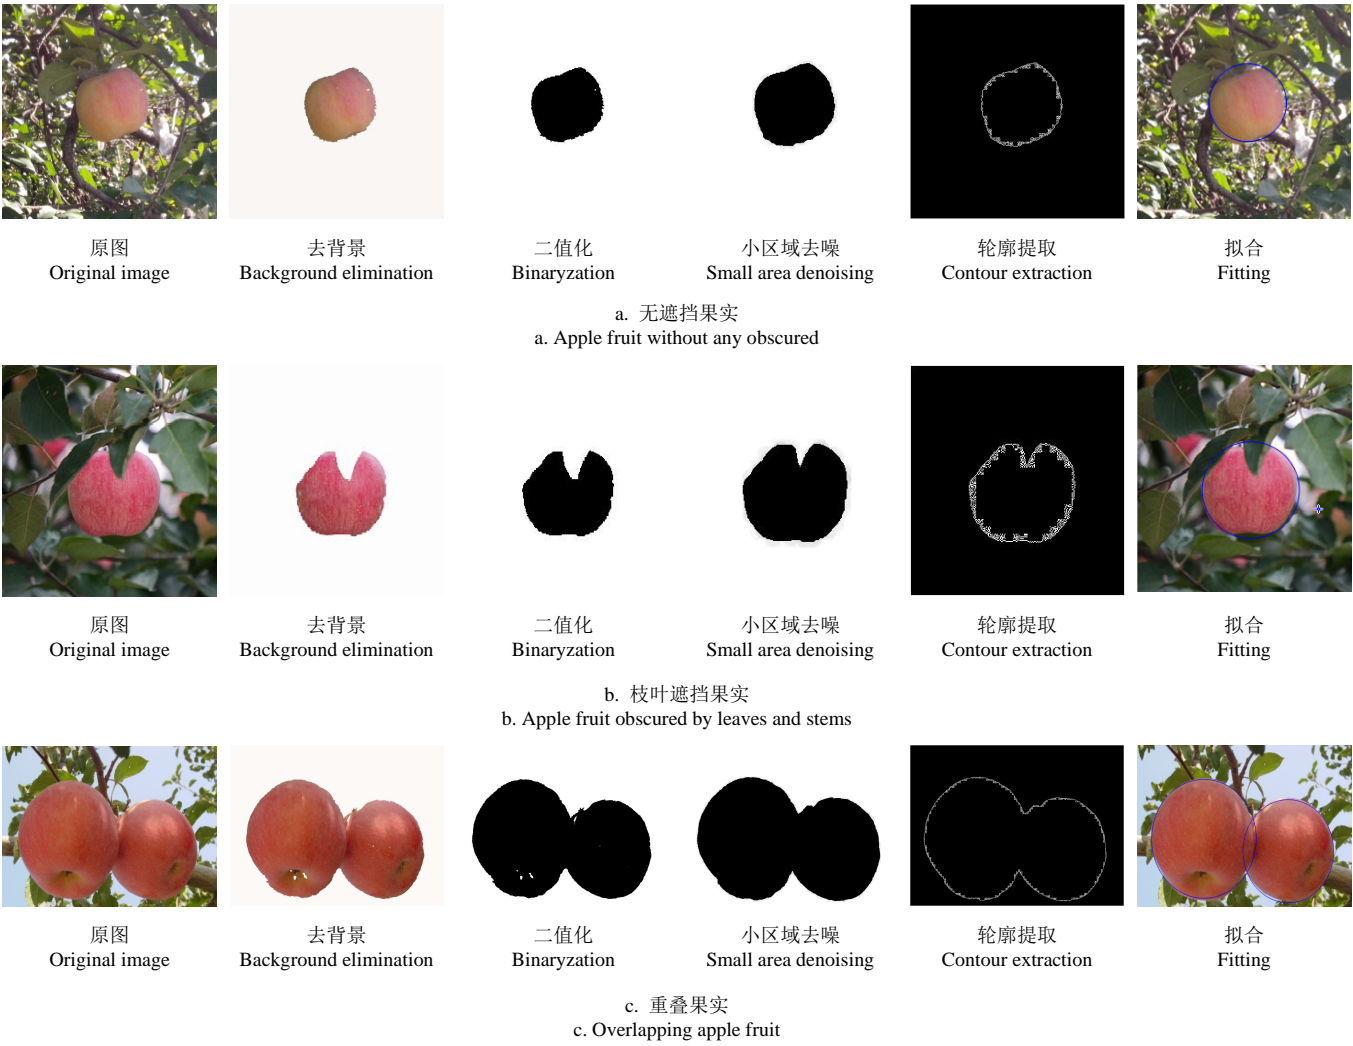 原图 去背景 二值化 小区域去噪 轮廓提取 拟合
Original image Background elimination Binaryzation Small area denoising Contour extraction Fitting
a. 无遮挡果实
a. Apple fruit without any obscured
原图 去背景 二值化 小区域去噪 轮廓提取 拟合
Original image Background elimination Binaryzation Small area denoising Contour extraction Fitting
b. 枝叶遮挡果实
b. Apple fruit obscured by leaves and stems
原图 去背景 二值化 小区域去噪 轮廓提取 拟合
Original image Background elimination Binaryzation Small area denoising Contour extraction Fitting
c. 重叠果实
c. Overlapping apple fruit